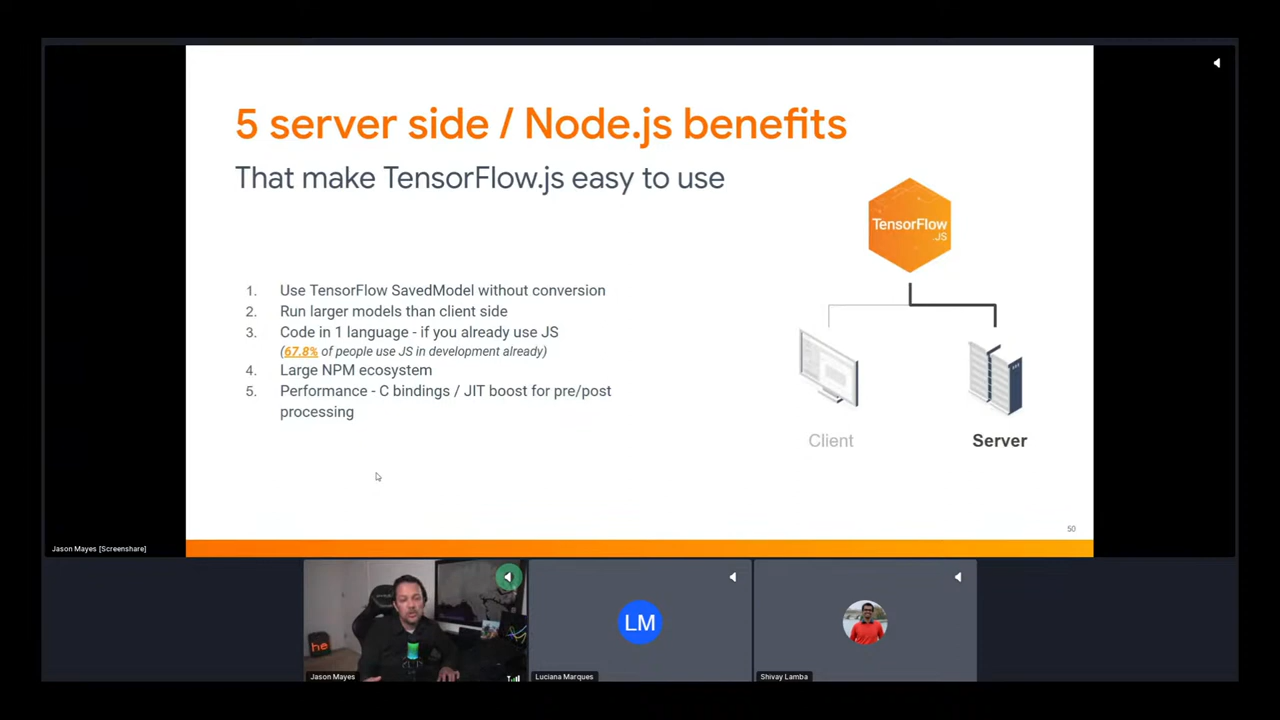 5 server side / Node.js benefits
That make TensorFlow.js easy to use
TensorFlow
.JS
1. Use TensorFlow SavedModel without conversion
2. Run larger models than client side
3. Code in 1 language - if you already use JS
(67.8% of people use JS in development already)
4. Large NPM ecosystem
5. Performance - C bindings / JIT boost for pre/post
processing
Client
Server
50
Jason Mayes [Screenshare]
he
LM
Jason Mayes
Luciana Marques
Shivay Lamba